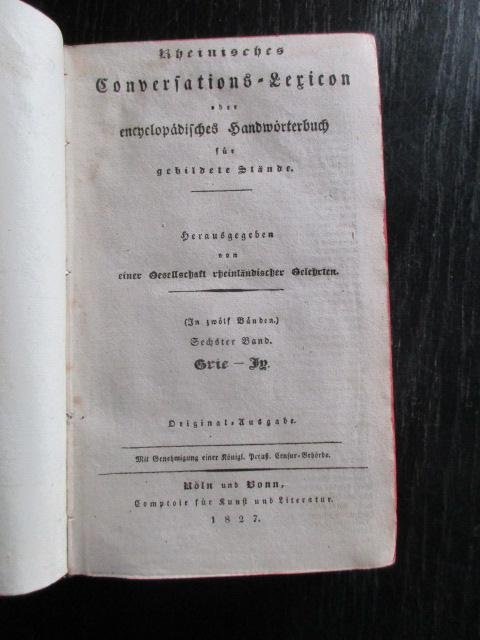 Rheinisches
Conversations-Lexicon
oder
encyclopädisches Handwörterbuch
für
gebildete Stände.
Herausgegeben
von
einer Gesellschaft rheinländischer Gelehrten.
(In zwölf Bänden.)
Sechster Band.
Grie — Jy.
Original-Ausgabe.
Mit Genehmigung einer Königl. Preuß. Censur-Behörde.
Köln und Bonn,
Comptoir für Kunst und Literatur.
1827.